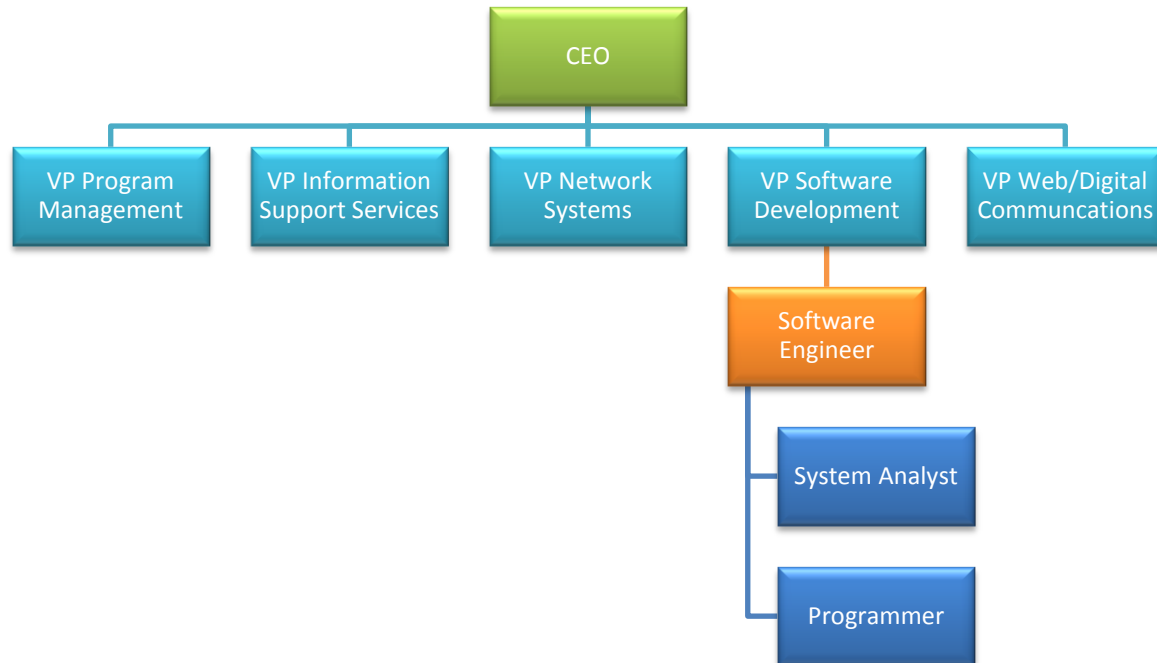 CEO
VP Program
Management
VP Information
Support Services
VP Network
Systems
VP Software
Development
VP Web/Digital
Communcations
Software
Engineer
System Analyst
Programmer